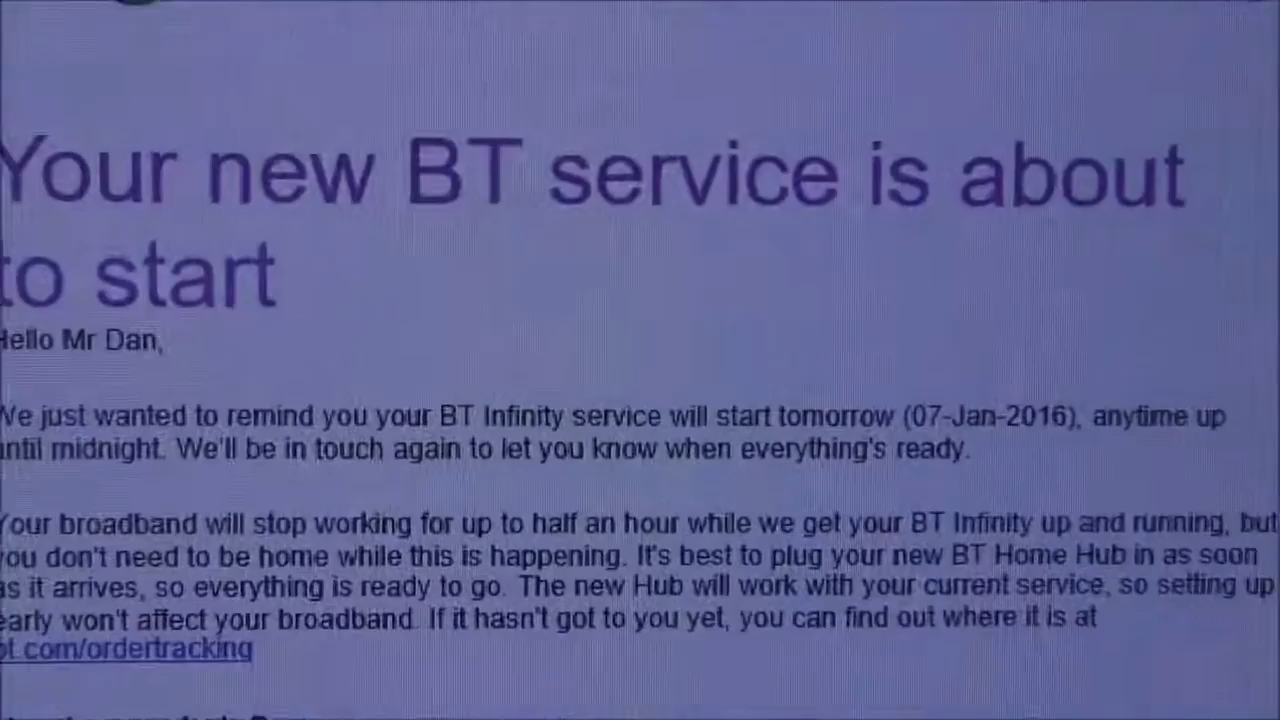 Your new BT service is about
to start
Hello Mr Dan,
We just wanted to remind you your BT Infinity service will start tomorrow (07-Jan-2016), anytime up
until midnight. We'll be in touch again to let you know when everything's ready.
Your broadband will stop working for up to half an hour while we get your BT Infinity up and running, but
you don't need to be home while this is happening. It's best to plug your new BT Home Hub in as soon
as it arrives, so everything is ready to go. The new Hub will work with your current service, so setting up
early won't affect your broadband. If it hasn't got to you yet, you can find out where it is at
bt.com/ordertracking